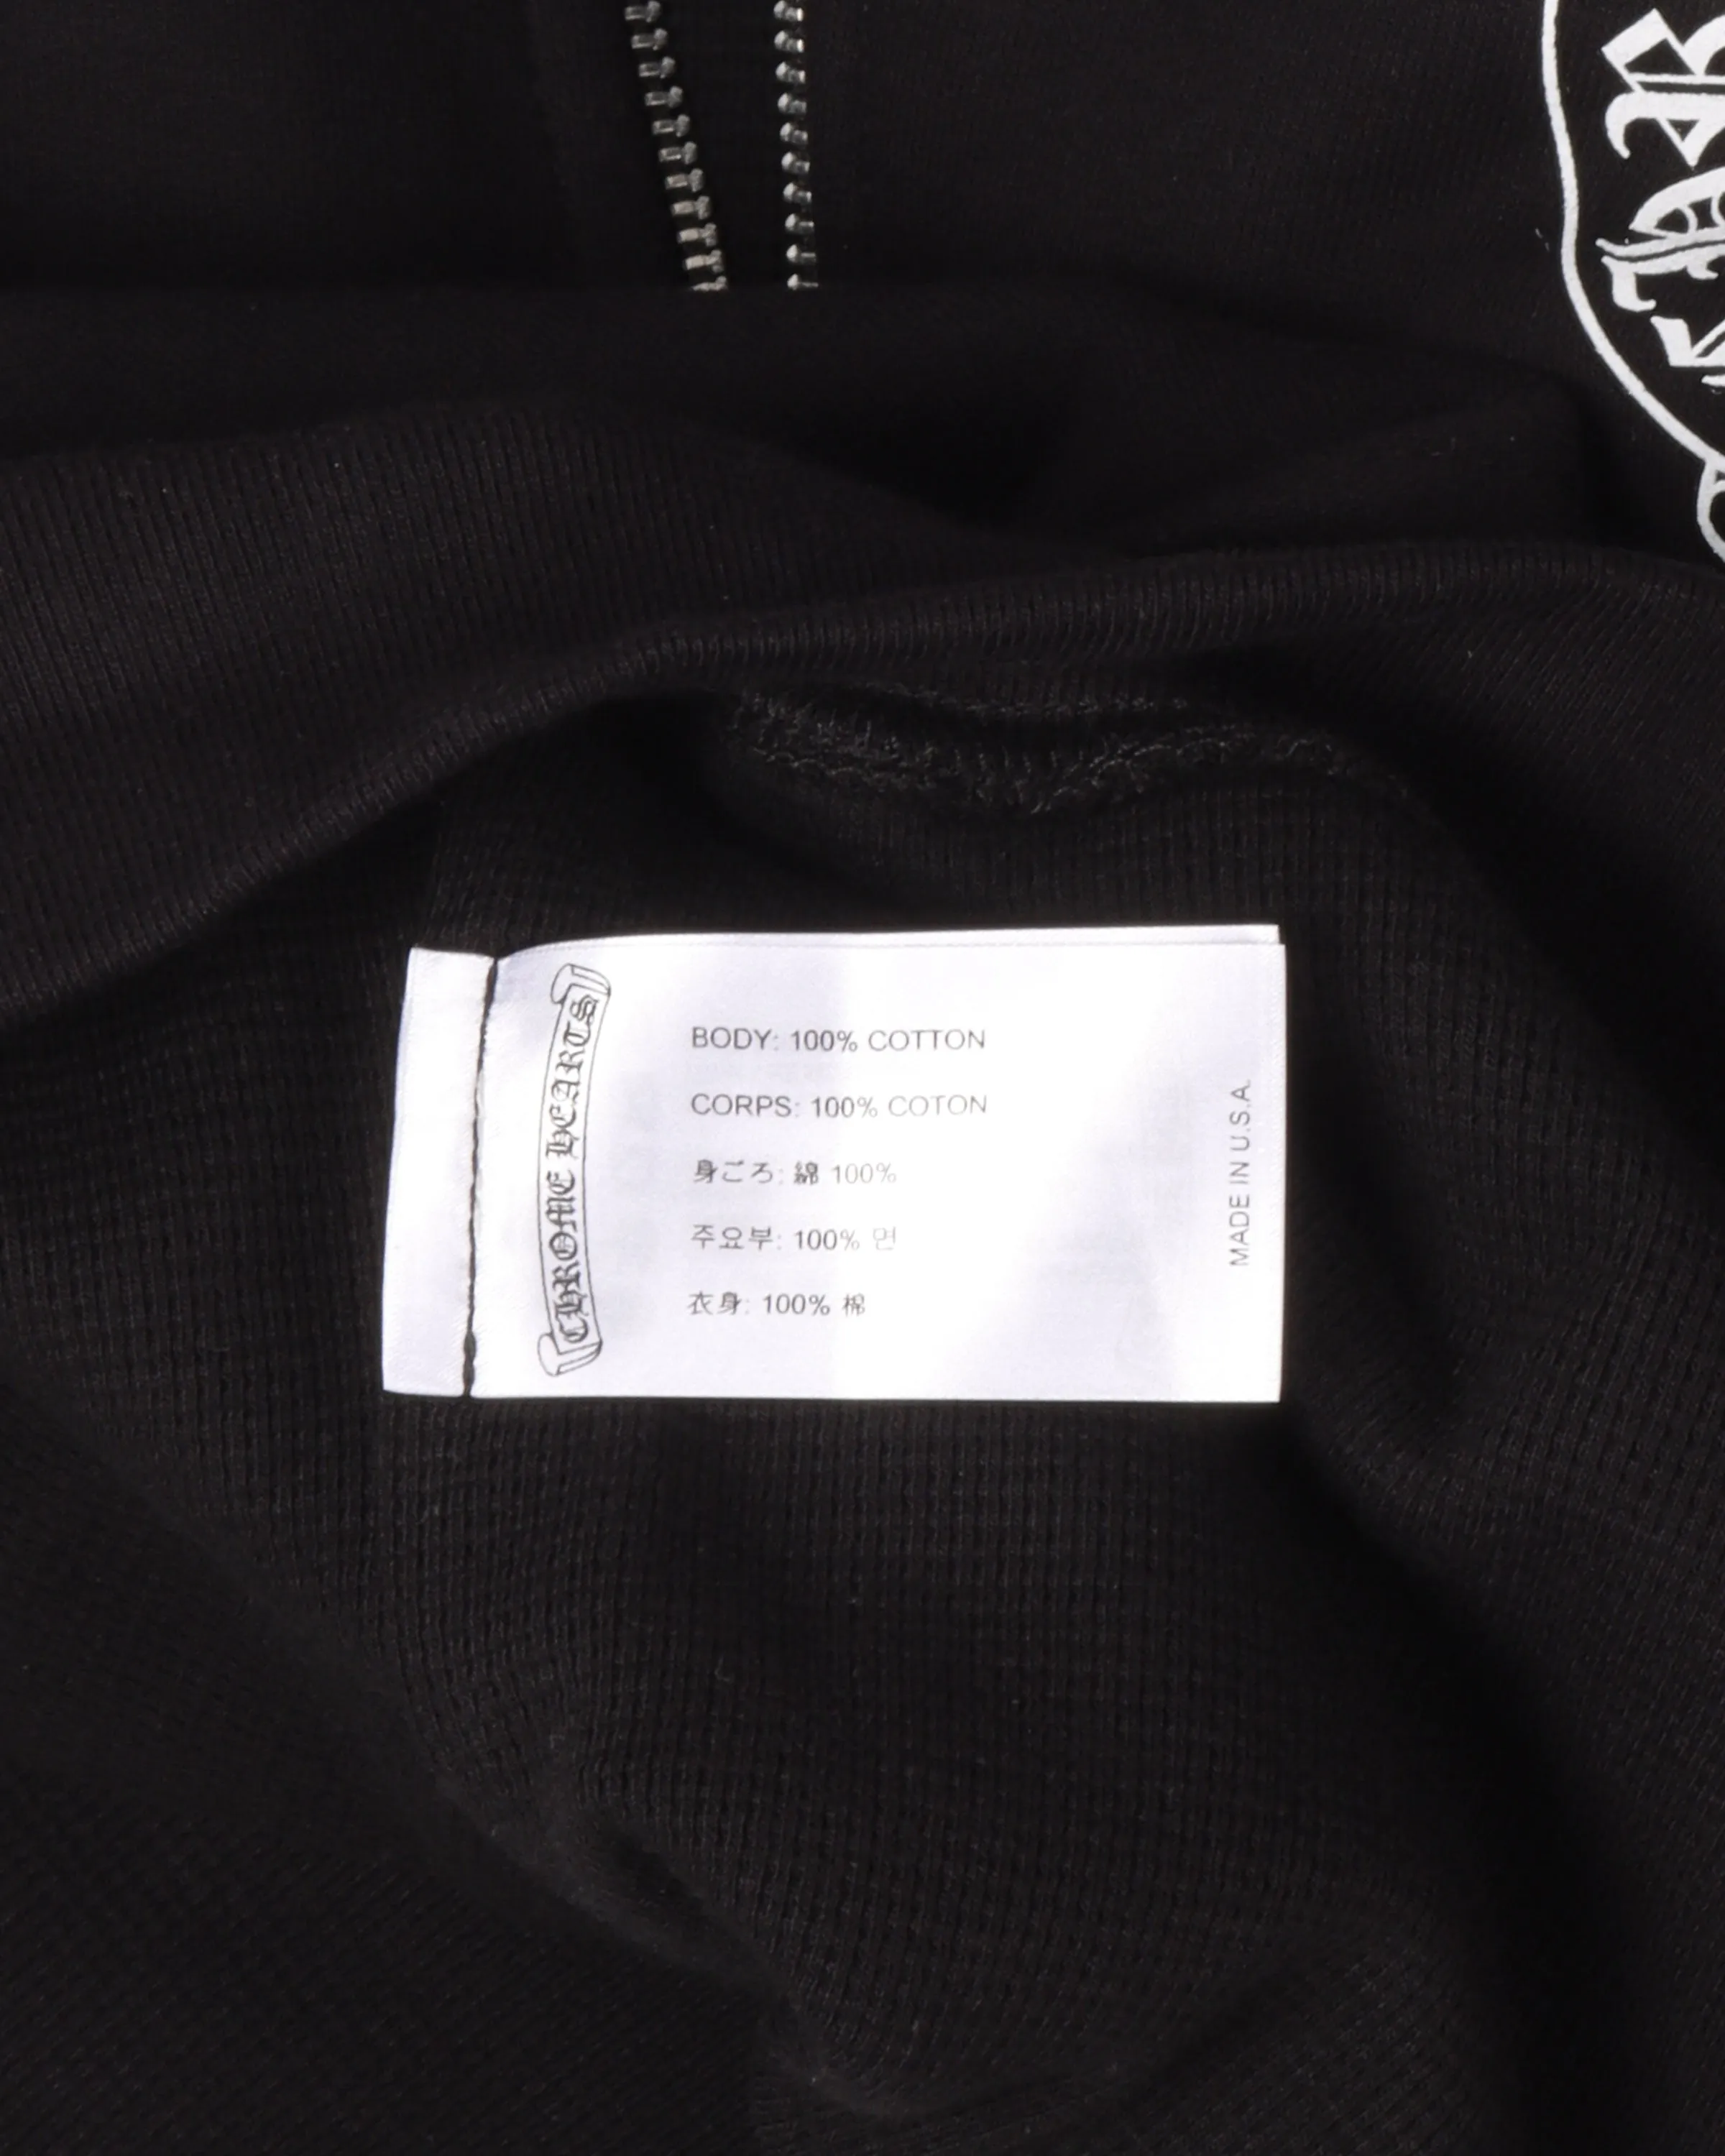 CHROME HEARTS
BODY: 100% COTTON
CORPS: 100% COTON
身ごろ: 綿 100%
주요부: 100% 면
衣身: 100% 棉
MADE IN U.S.A.